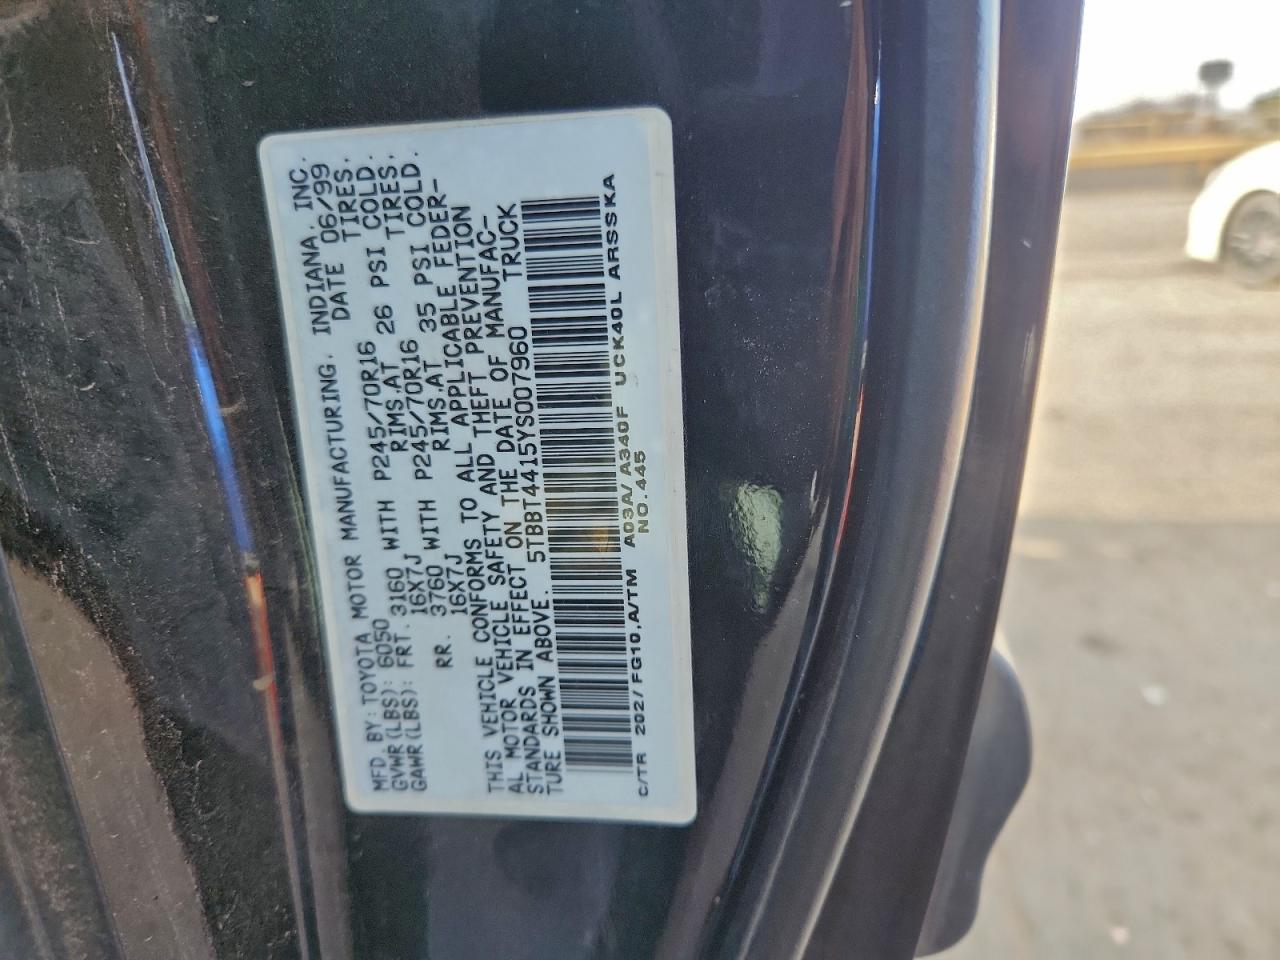 MFD. BY: TOYOTA MOTOR MANUFACTURING, INDIANA, INC.
GVWR(LBS): 6050 DATE 06/99
GAWR(LBS): FRT. 3160 WITH P245/70R16 TIRES.
16X7J RIMS.AT 26 PSI COLD.
RR. 3760 WITH P245/70R16 TIRES.
16X7J RIMS.AT 35 PSI COLD.
THIS VEHICLE CONFORMS TO ALL APPLICABLE FEDER-
AL MOTOR VEHICLE SAFETY AND THEFT PREVENTION
STANDARDS IN EFFECT ON THE DATE OF MANUFAC-
TURE SHOWN ABOVE. 5TBBT4415YS007960 TRUCK
C/TR 202/FG10,A/TM A03A/A340F UCK40L ARSSKA
NO.445